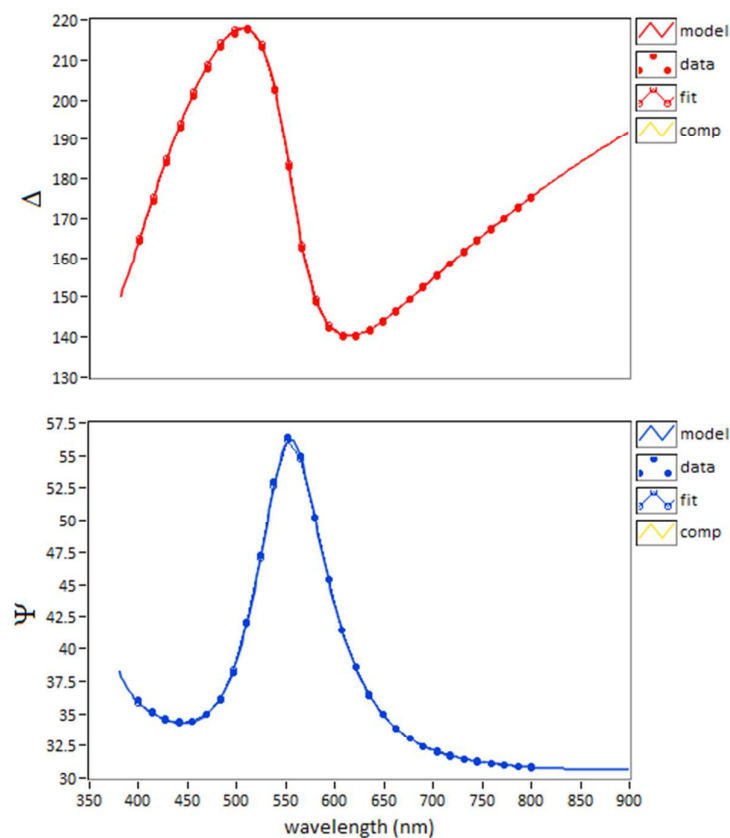 220
210
200
190
180
170
160
150
140
130
Δ
model
data
fit
comp
57.5
55
52.5
50
47.5
45
42.5
40
37.5
35
32.5
30
Ψ
model
data
fit
comp
350 400 450 500 550 600 650 700 750 800 850 900
wavelength (nm)